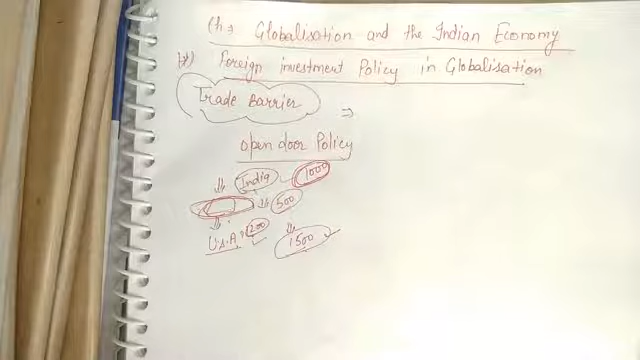 Ch⇒ Globalisation and the Indian Economy
(*) Foreign investment Policy in Globalisation
Trade Barrier ⇒
open door Policy
⇓ India 1000
⇓ 500
⇓ U.S.A 1200 ⇓ 1500